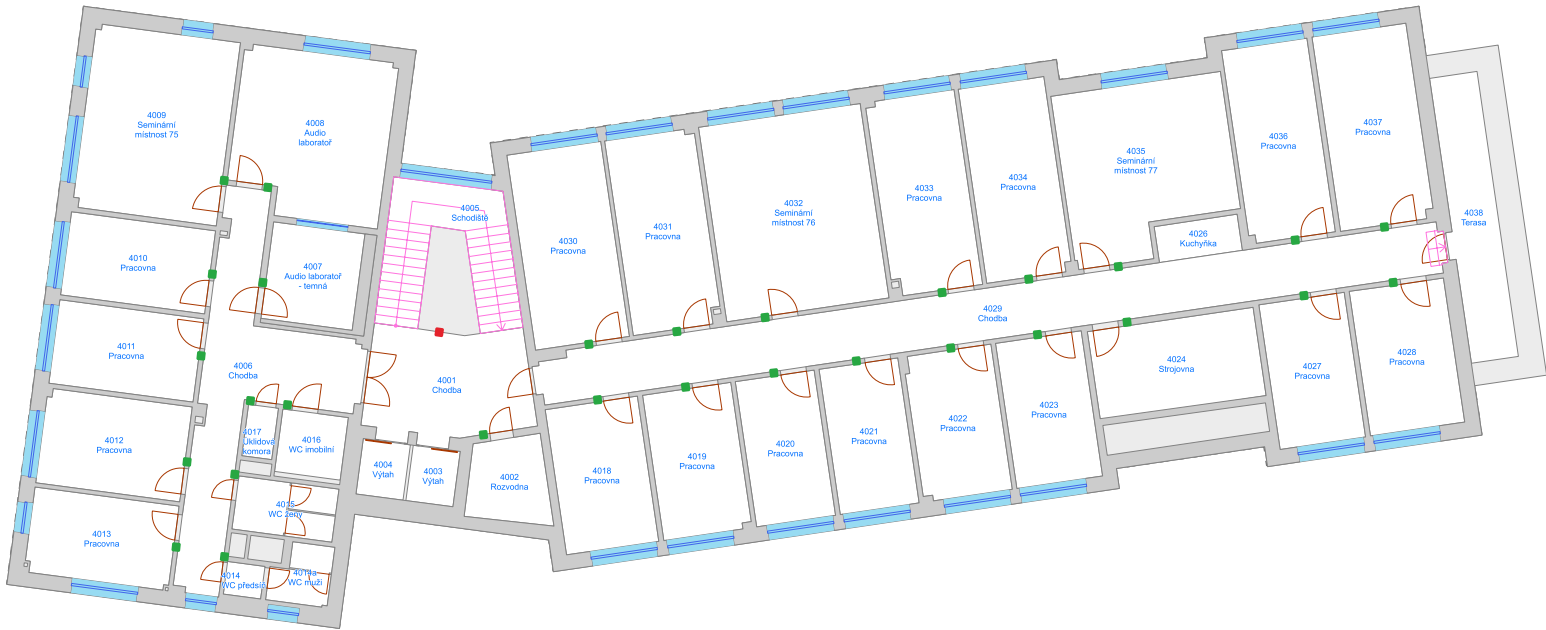 4009
Seminární
místnost 75
4008
Audio
laboratoř
4005
Schodiště
4010
Pracovna
4007
Audio laboratoř
- temná
4011
Pracovna
4006
Chodba
4001
Chodba
4012
Pracovna
4017
Úklidová
komora
4016
WC imobilní
4004
Výtah
4003
Výtah
4002
Rozvodna
4013
Pracovna
4015
WC ženy
4014
WC předsíň
4014a
WC muži
4030
Pracovna
4031
Pracovna
4032
Seminární
místnost 76
4033
Pracovna
4034
Pracovna
4035
Seminární
místnost 77
4036
Pracovna
4037
Pracovna
4026
Kuchyňka
4038
Terasa
4029
Chodba
4018
Pracovna
4019
Pracovna
4020
Pracovna
4021
Pracovna
4022
Pracovna
4023
Pracovna
4024
Strojovna
4027
Pracovna
4028
Pracovna